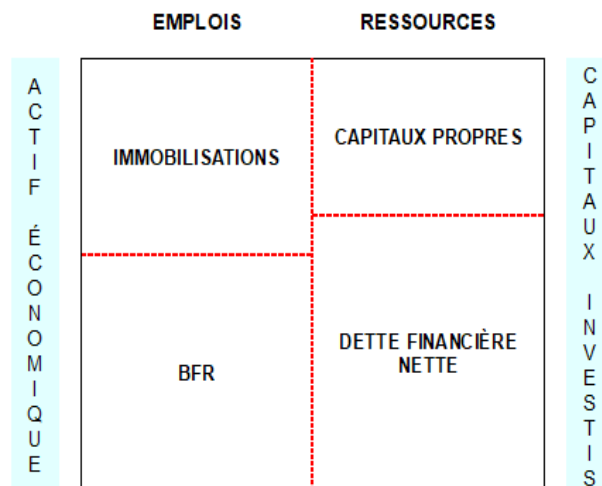 EMPLOIS
RESSOURCES
ACTIF ÉCONOMIQUE
IMMOBILISATIONS
BFR
CAPITAUX PROPRES
DETTE FINANCIÈRE
NETTE
CAPITAUX INVESTIS